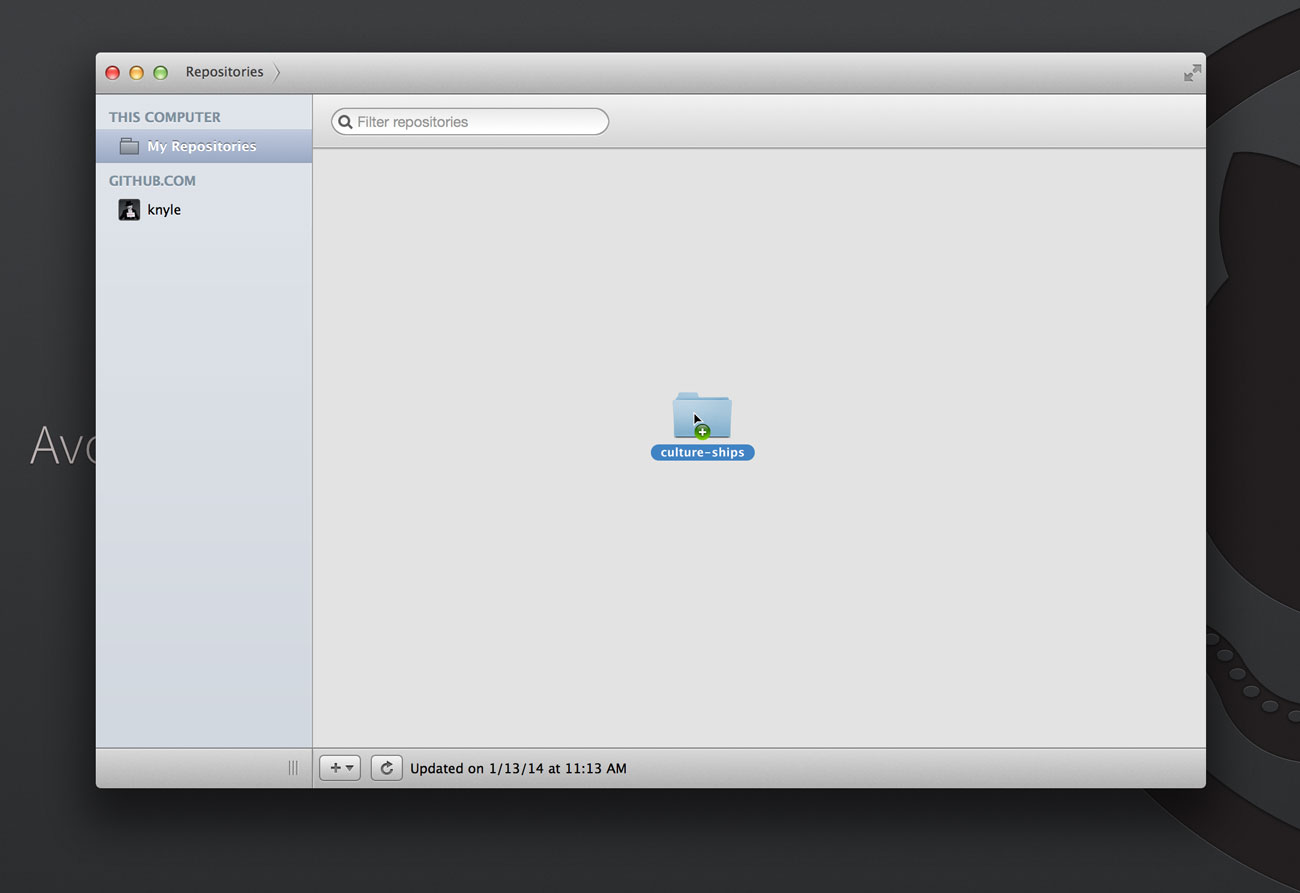 Repositories
THIS COMPUTER
My Repositories
GITHUB.COM
knyle
Filter repositories
culture-ships
Updated on 1/13/14 at 11:13 AM